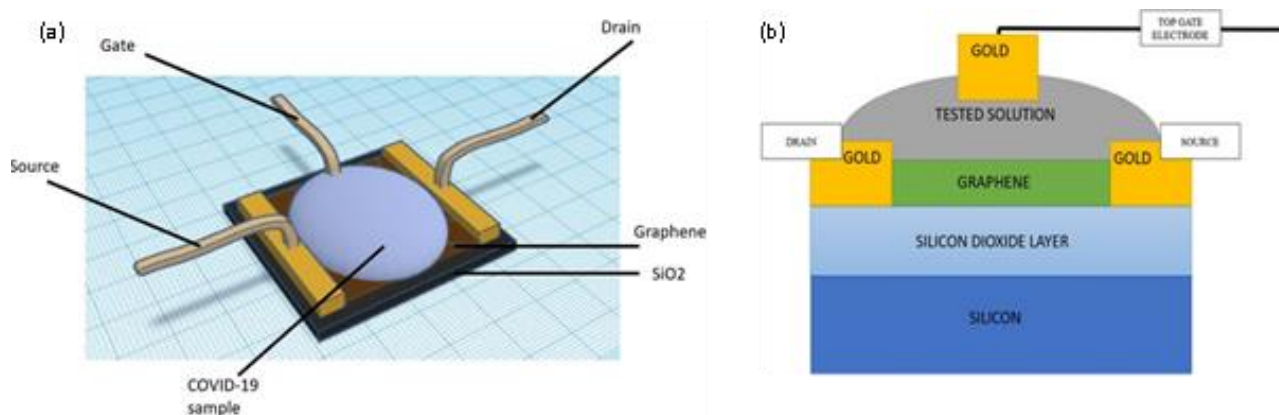 (a)
Gate
Drain
Source
Graphene
SiO2
COVID-19
sample
(b)
TOP GATE
ELECTRODE
GOLD
TESTED SOLUTION
DRAIN
SOURCE
GOLD
GOLD
GRAPHENE
SILICON DIOXIDE LAYER
SILICON